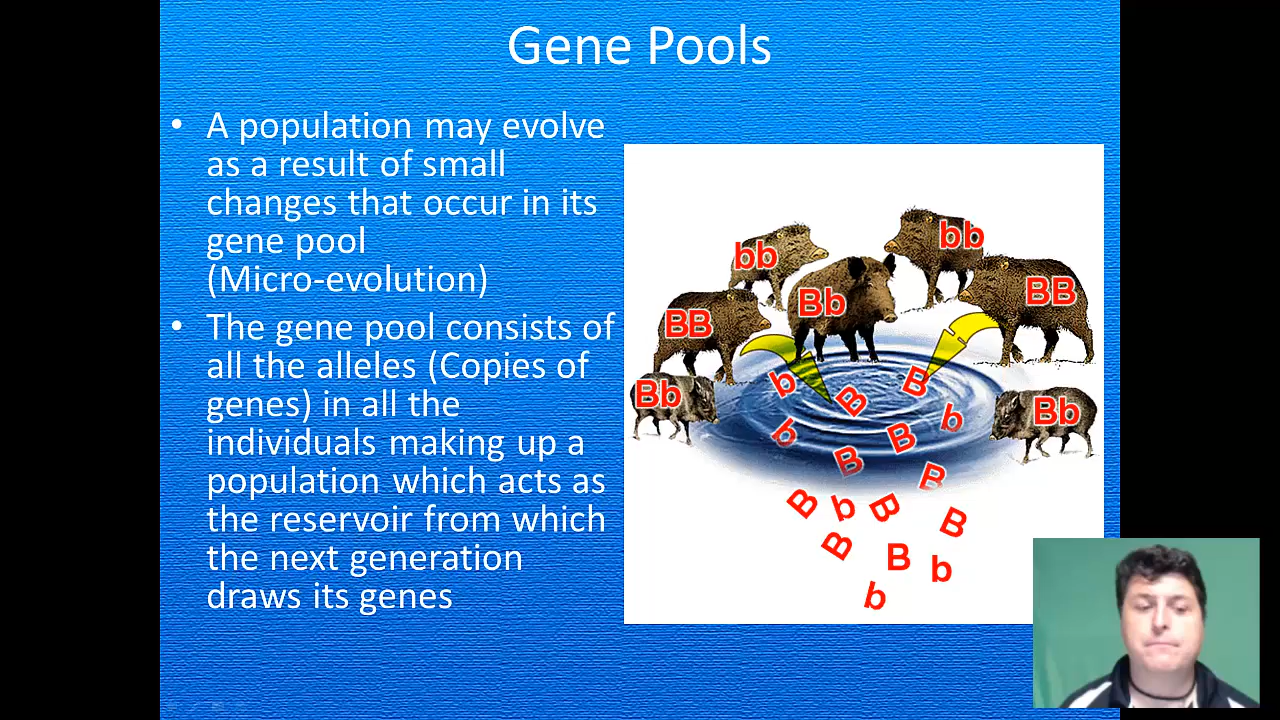 Gene Pools
• A population may evolve
as a result of small
changes that occur in its
gene pool
(Micro-evolution)
• The gene pool consists of
all the alleles (Copies of
genes) in all the
individuals making up a
population which acts as
the reservoir from which
the next generation
draws its genes
bb
bb
Bb
BB
BB
Bb
Bb
b
B
B
b
b
B
B
B
B
b
B
B
B
B
b
b